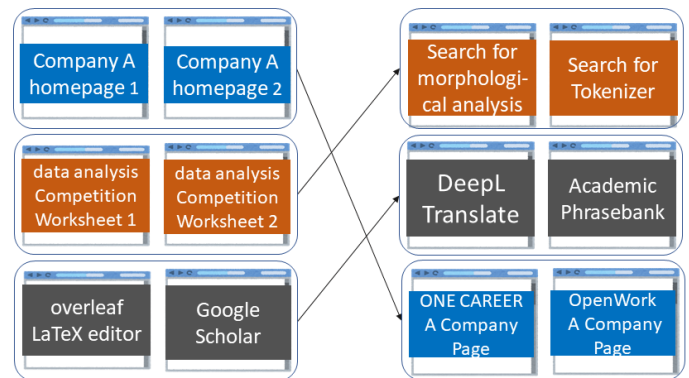 Company A
homepage 1
Company A
homepage 2
Search for
morphologi-
cal analysis
Search for
Tokenizer
data analysis
Competition
Worksheet 1
data analysis
Competition
Worksheet 2
DeepL
Translate
Academic
Phrasebank
overleaf
LaTeX editor
Google
Scholar
ONE CAREER
A Company
Page
OpenWork
A Company
Page